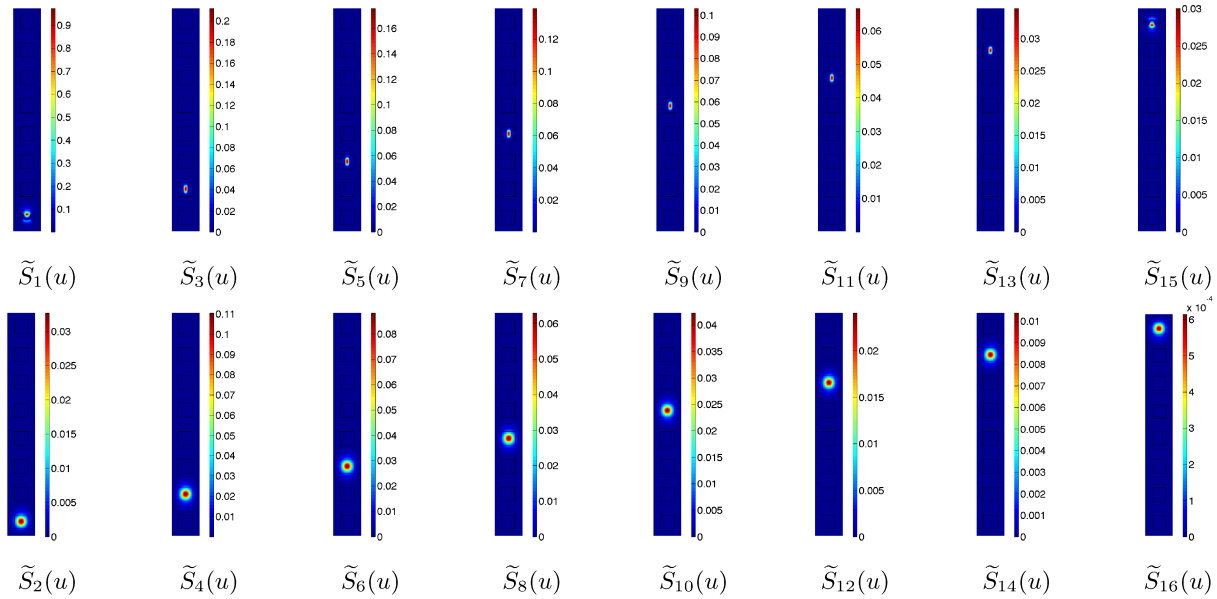 0.9 0.8 0.7 0.6 0.5 0.4 0.3 0.2 0.1
0.2 0.18 0.16 0.14 0.12 0.1 0.08 0.06 0.04 0.02 0
0.16 0.14 0.12 0.1 0.08 0.06 0.04 0.02 0
0.12 0.1 0.08 0.06 0.04 0.02
0.1 0.09 0.08 0.07 0.06 0.05 0.04 0.03 0.02 0.01 0
0.06 0.05 0.04 0.03 0.02 0.01
0.035 0.03 0.025 0.02 0.015 0.01 0.005 0
0.03 0.025 0.02 0.015 0.01 0.005 0
S̃₁(u) S̃₃(u) S̃₅(u) S̃₇(u) S̃₉(u) S̃₁₁(u) S̃₁₃(u) S̃₁₅(u)
0.03 0.025 0.02 0.015 0.01 0.005 0
0.11 0.1 0.09 0.08 0.07 0.06 0.05 0.04 0.03 0.02 0.01
0.08 0.07 0.06 0.05 0.04 0.03 0.02 0.01 0
0.06 0.05 0.04 0.03 0.02 0.01 0
0.04 0.035 0.03 0.025 0.02 0.015 0.01 0.005 0
0.02 0.015 0.01 0.005 0
0.01 0.009 0.008 0.007 0.006 0.005 0.004 0.003 0.002 0.001 0
x 10⁻⁴
6 5 4 3 2 1 0
S̃₂(u) S̃₄(u) S̃₆(u) S̃₈(u) S̃₁₀(u) S̃₁₂(u) S̃₁₄(u) S̃₁₆(u)